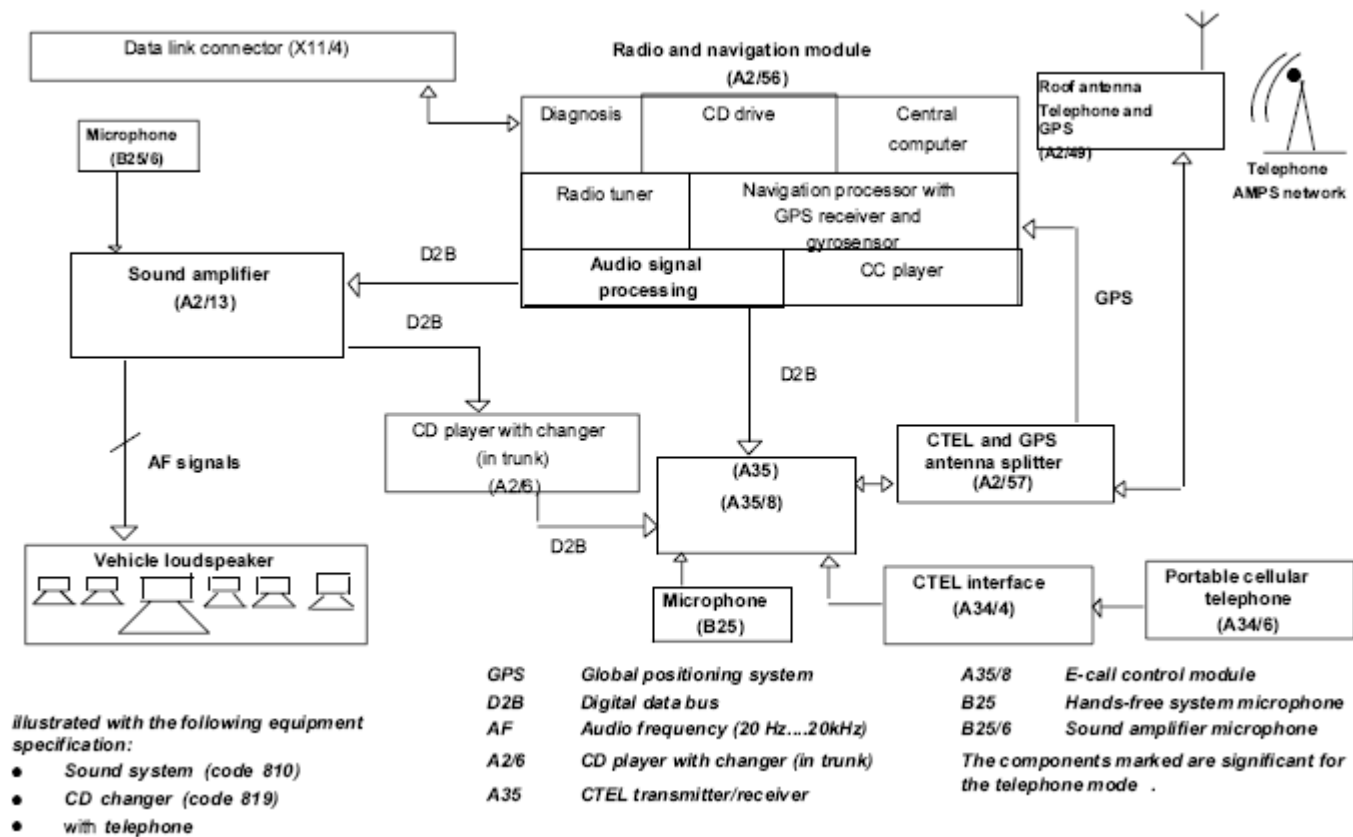 Data link connector (X11/4)
Radio and navigation module
(A2/56)
Diagnosis
CD drive
Central
computer
Roof antenna
Telephone and
GPS
(A2/49)
Microphone
(B25/6)
Telephone
AMPS network
Radio tuner
Navigation processor with
GPS receiver and
gyrosensor
D2B
Sound amplifier
(A2/13)
Audio signal
processing
CC player
GPS
D2B
D2B
CD player with changer
(in trunk)
(A2/6)
AF signals
(A35)
(A35/8)
CTEL and GPS
antenna splitter
(A2/57)
D2B
Vehicle loudspeaker
Microphone
(B25)
CTEL interface
(A34/4)
Portable cellular
telephone
(A34/6)
GPS Global positioning system
D2B Digital data bus
AF Audio frequency (20 Hz....20kHz)
A2/6 CD player with changer (in trunk)
A35 CTEL transmitter/receiver
A35/8 E-call control module
B25 Hands-free system microphone
B25/6 Sound amplifier microphone
The components marked are significant for
the telephone mode .
illustrated with the following equipment
specification:
● Sound system (code 810)
● CD changer (code 819)
● with telephone